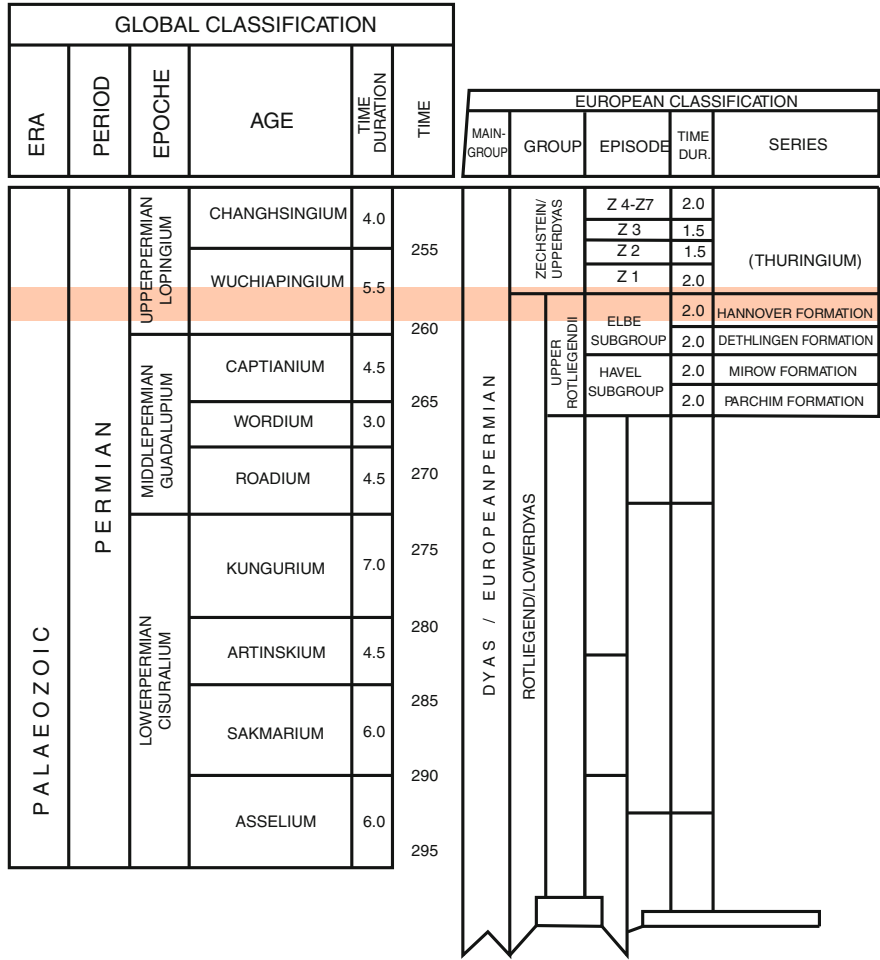 GLOBAL CLASSIFICATION
ERA
PERIOD
EPOCHE
AGE
TIME
DURATION
TIME
PALAEOZOIC
PERMIAN
UPPERPERMIAN
LOPINGIUM
CHANGHSINGIUM 4.0
WUCHIAPINGIUM 5.5
MIDDLEPERMIAN
GUADALUPIUM
CAPTIANIUM 4.5
WORDIUM 3.0
ROADIUM 4.5
LOWERPERMIAN
CISURALIUM
KUNGURIUM 7.0
ARTINSKIUM 4.5
SAKMARIUM 6.0
ASSELIUM 6.0
255
260
265
270
275
280
285
290
295
EUROPEAN CLASSIFICATION
MAIN-
GROUP
GROUP
EPISODE
TIME
DUR.
SERIES
DYAS / EUROPEANPERMIAN
ZECHSTEIN/
UPPERDYAS
Z 4-Z7 2.0
Z 3 1.5
Z 2 1.5
Z 1 2.0
(THURINGIUM)
ROTLIEGEND/LOWERDYAS
UPPER
ROTLIEGENDII
ELBE
SUBGROUP
2.0 HANNOVER FORMATION
2.0 DETHLINGEN FORMATION
HAVEL
SUBGROUP
2.0 MIROW FORMATION
2.0 PARCHIM FORMATION